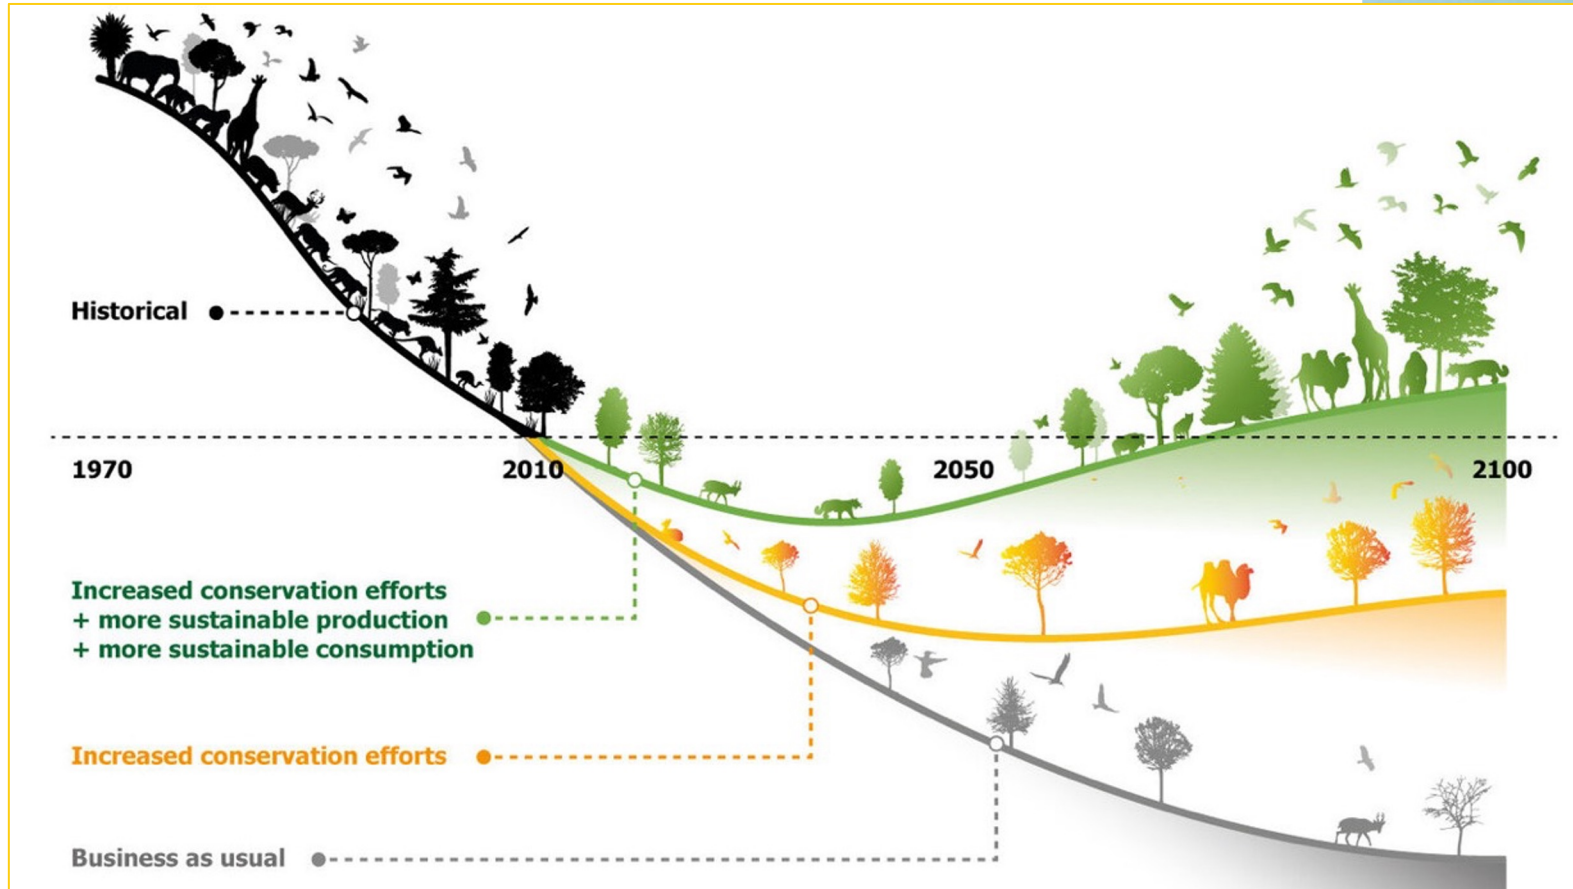 Historical
1970 2010 2050 2100
Increased conservation efforts
+ more sustainable production
+ more sustainable consumption
Increased conservation efforts
Business as usual